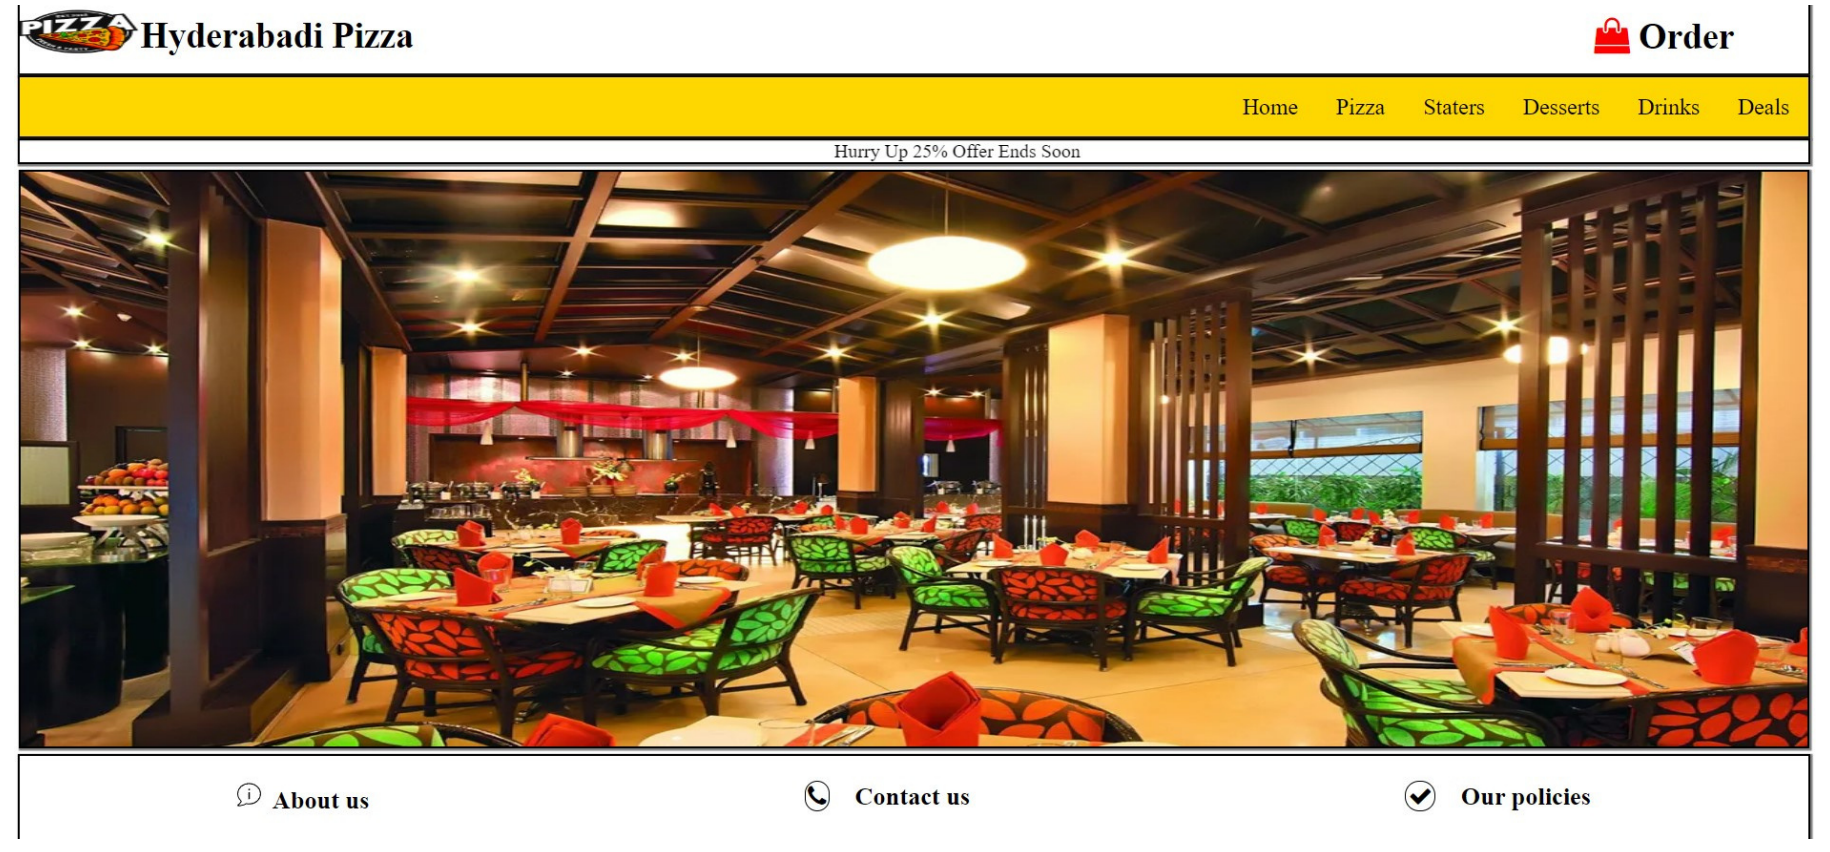 PIZZA
Hyderabadi Pizza
Order
Home Pizza Staters Desserts Drinks Deals
Hurry Up 25% Offer Ends Soon
About us
Contact us
Our policies